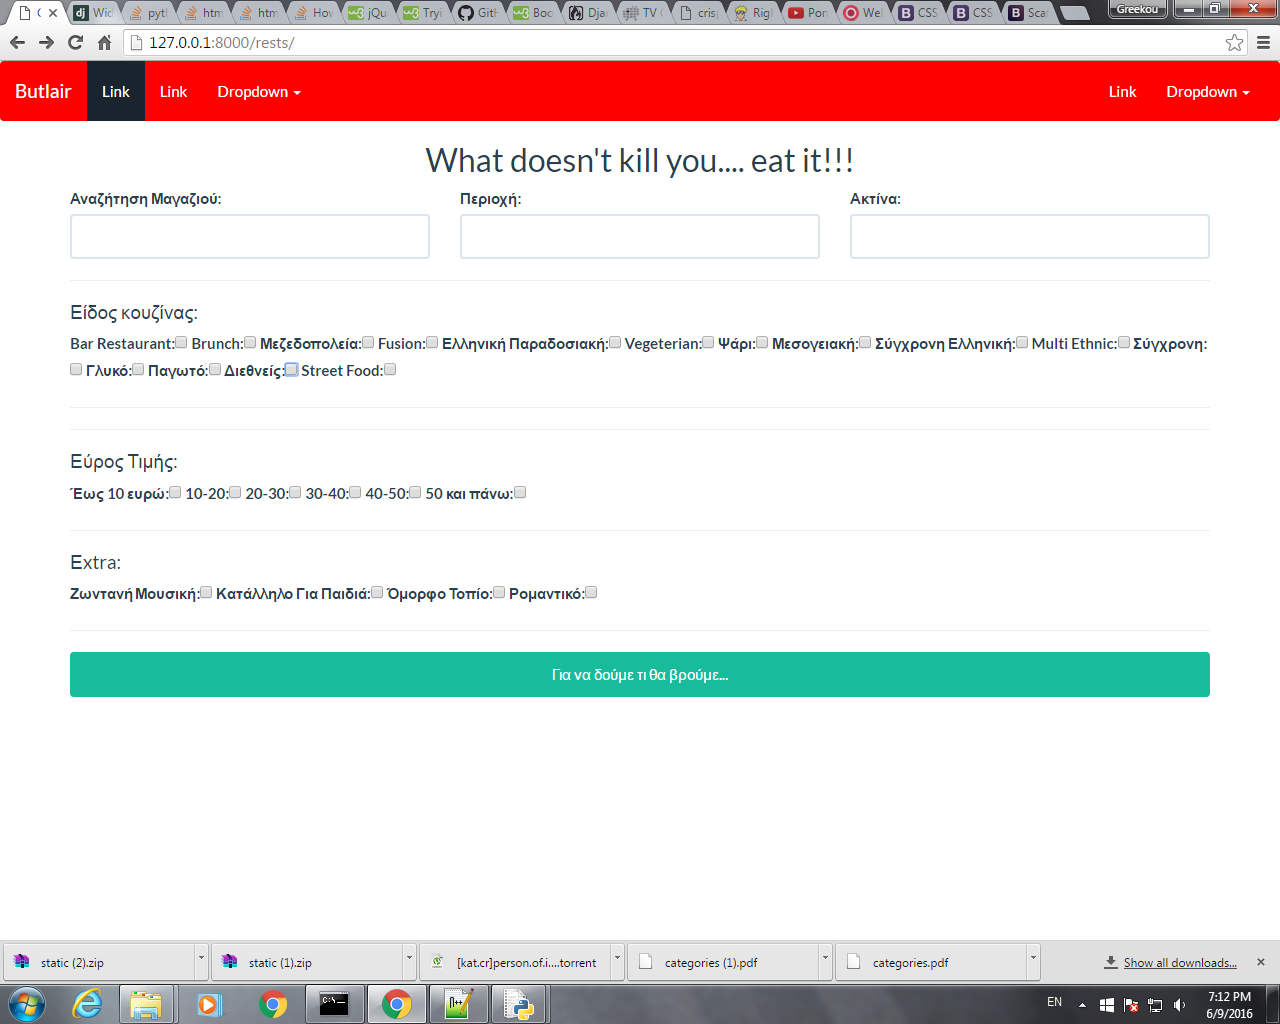 Wid
pyt
htm
htm
How
jQu
Tryi
Git
Boo
Dja
TV
cris
Rig
Por
Wel
CSS
CSS
Sca
Greekou
127.0.0.1:8000/rests/
Butlair Link Link Dropdown Link Dropdown
What doesn't kill you.... eat it!!!
Αναζήτηση Μαγαζιού: Περιοχή: Ακτίνα:
Είδος κουζίνας:
Bar Restaurant: Brunch: Μεζεδοπολεία: Fusion: Ελληνική Παραδοσιακή: Vegeterian: Ψάρι: Μεσογειακή: Σύγχρονη Ελληνική: Multi Ethnic: Σύγχρονη:
Γλυκό: Παγωτό: Διεθνείς: Street Food:
Εύρος Τιμής:
Έως 10 ευρώ: 10-20: 20-30: 30-40: 40-50: 50 και πάνω:
Extra:
Ζωντανή Μουσική: Κατάλληλο Για Παιδιά: Όμορφο Τοπίο: Ρομαντικό:
Για να δούμε τι θα βρούμε...
static (2).zip static (1).zip [kat.cr]person.of.i....torrent categories (1).pdf categories.pdf Show all downloads...
EN 7:12 PM
6/9/2016